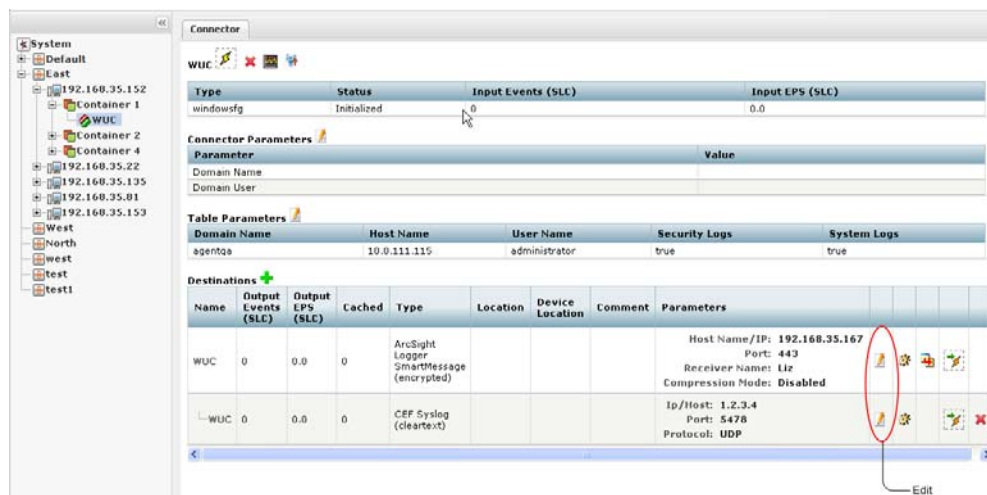 System
Default
East
192.168.35.152
Container 1
WUC
Container 2
Container 4
192.168.35.22
192.168.35.135
192.168.35.81
192.168.35.153
West
North
west
test
test1
Connector
WUC
Type Status Input Events (SLC) Input EPS (SLC)
windowsfg Initialized 0 0.0
Connector Parameters
Parameter Value
Domain Name
Domain User
Table Parameters
Domain Name Host Name User Name Security Logs System Logs
agentqa 10.0.111.115 administrator true true
Destinations
Name Output Events (SLC) Output EPS (SLC) Cached Type Location Device Location Comment Parameters
WUC 0 0.0 0 ArcSight Logger SmartMessage (encrypted)
Host Name/IP: 192.168.35.167
Port: 443
Receiver Name: Liz
Compression Mode: Disabled
WUC 0 0.0 0 CEF Syslog (cleartext)
Ip/Host: 1.2.3.4
Port: 5478
Protocol: UDP
Edit